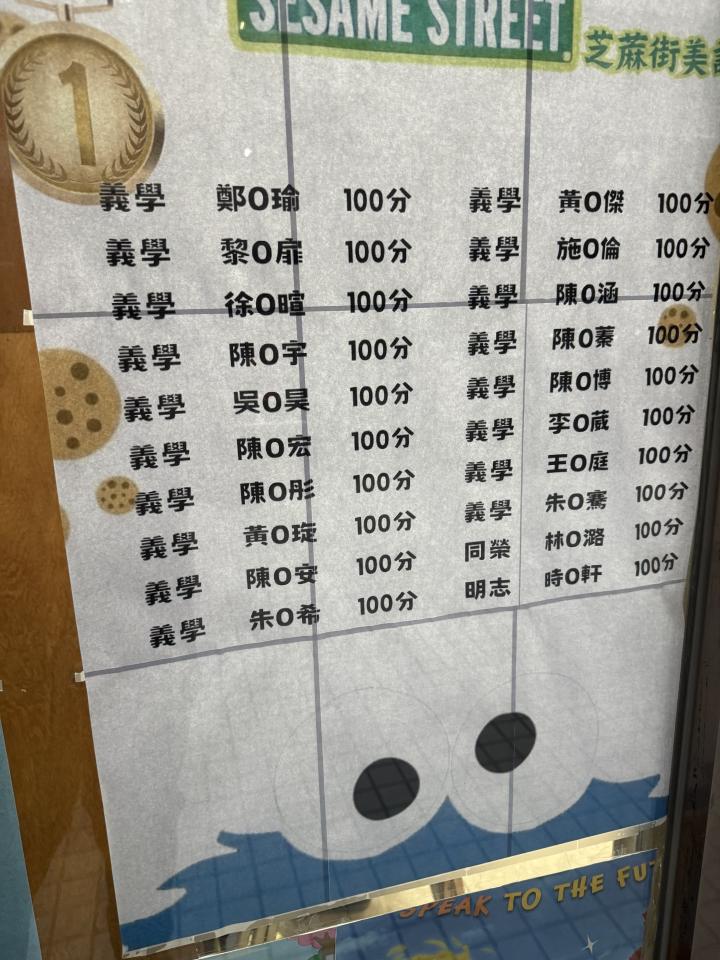 SESAME STREET
芝蔴街美
1
義學 鄭O瑜 100分 義學 黃O傑 100分
義學 黎O扉 100分 義學 施O倫 100分
義學 徐O暄 100分 義學 陳O涵 100分
義學 陳O宇 100分 義學 陳O蓁 100分
義學 吳O昊 100分 義學 陳O博 100分
義學 陳O宏 100分 義學 李O葳 100分
義學 陳O彤 100分 義學 王O庭 100分
義學 黃O琁 100分 義學 朱O騫 100分
義學 陳O安 100分 同榮 林O潞 100分
義學 朱O希 100分 明志 時O軒 100分
SPEAK TO THE FUT